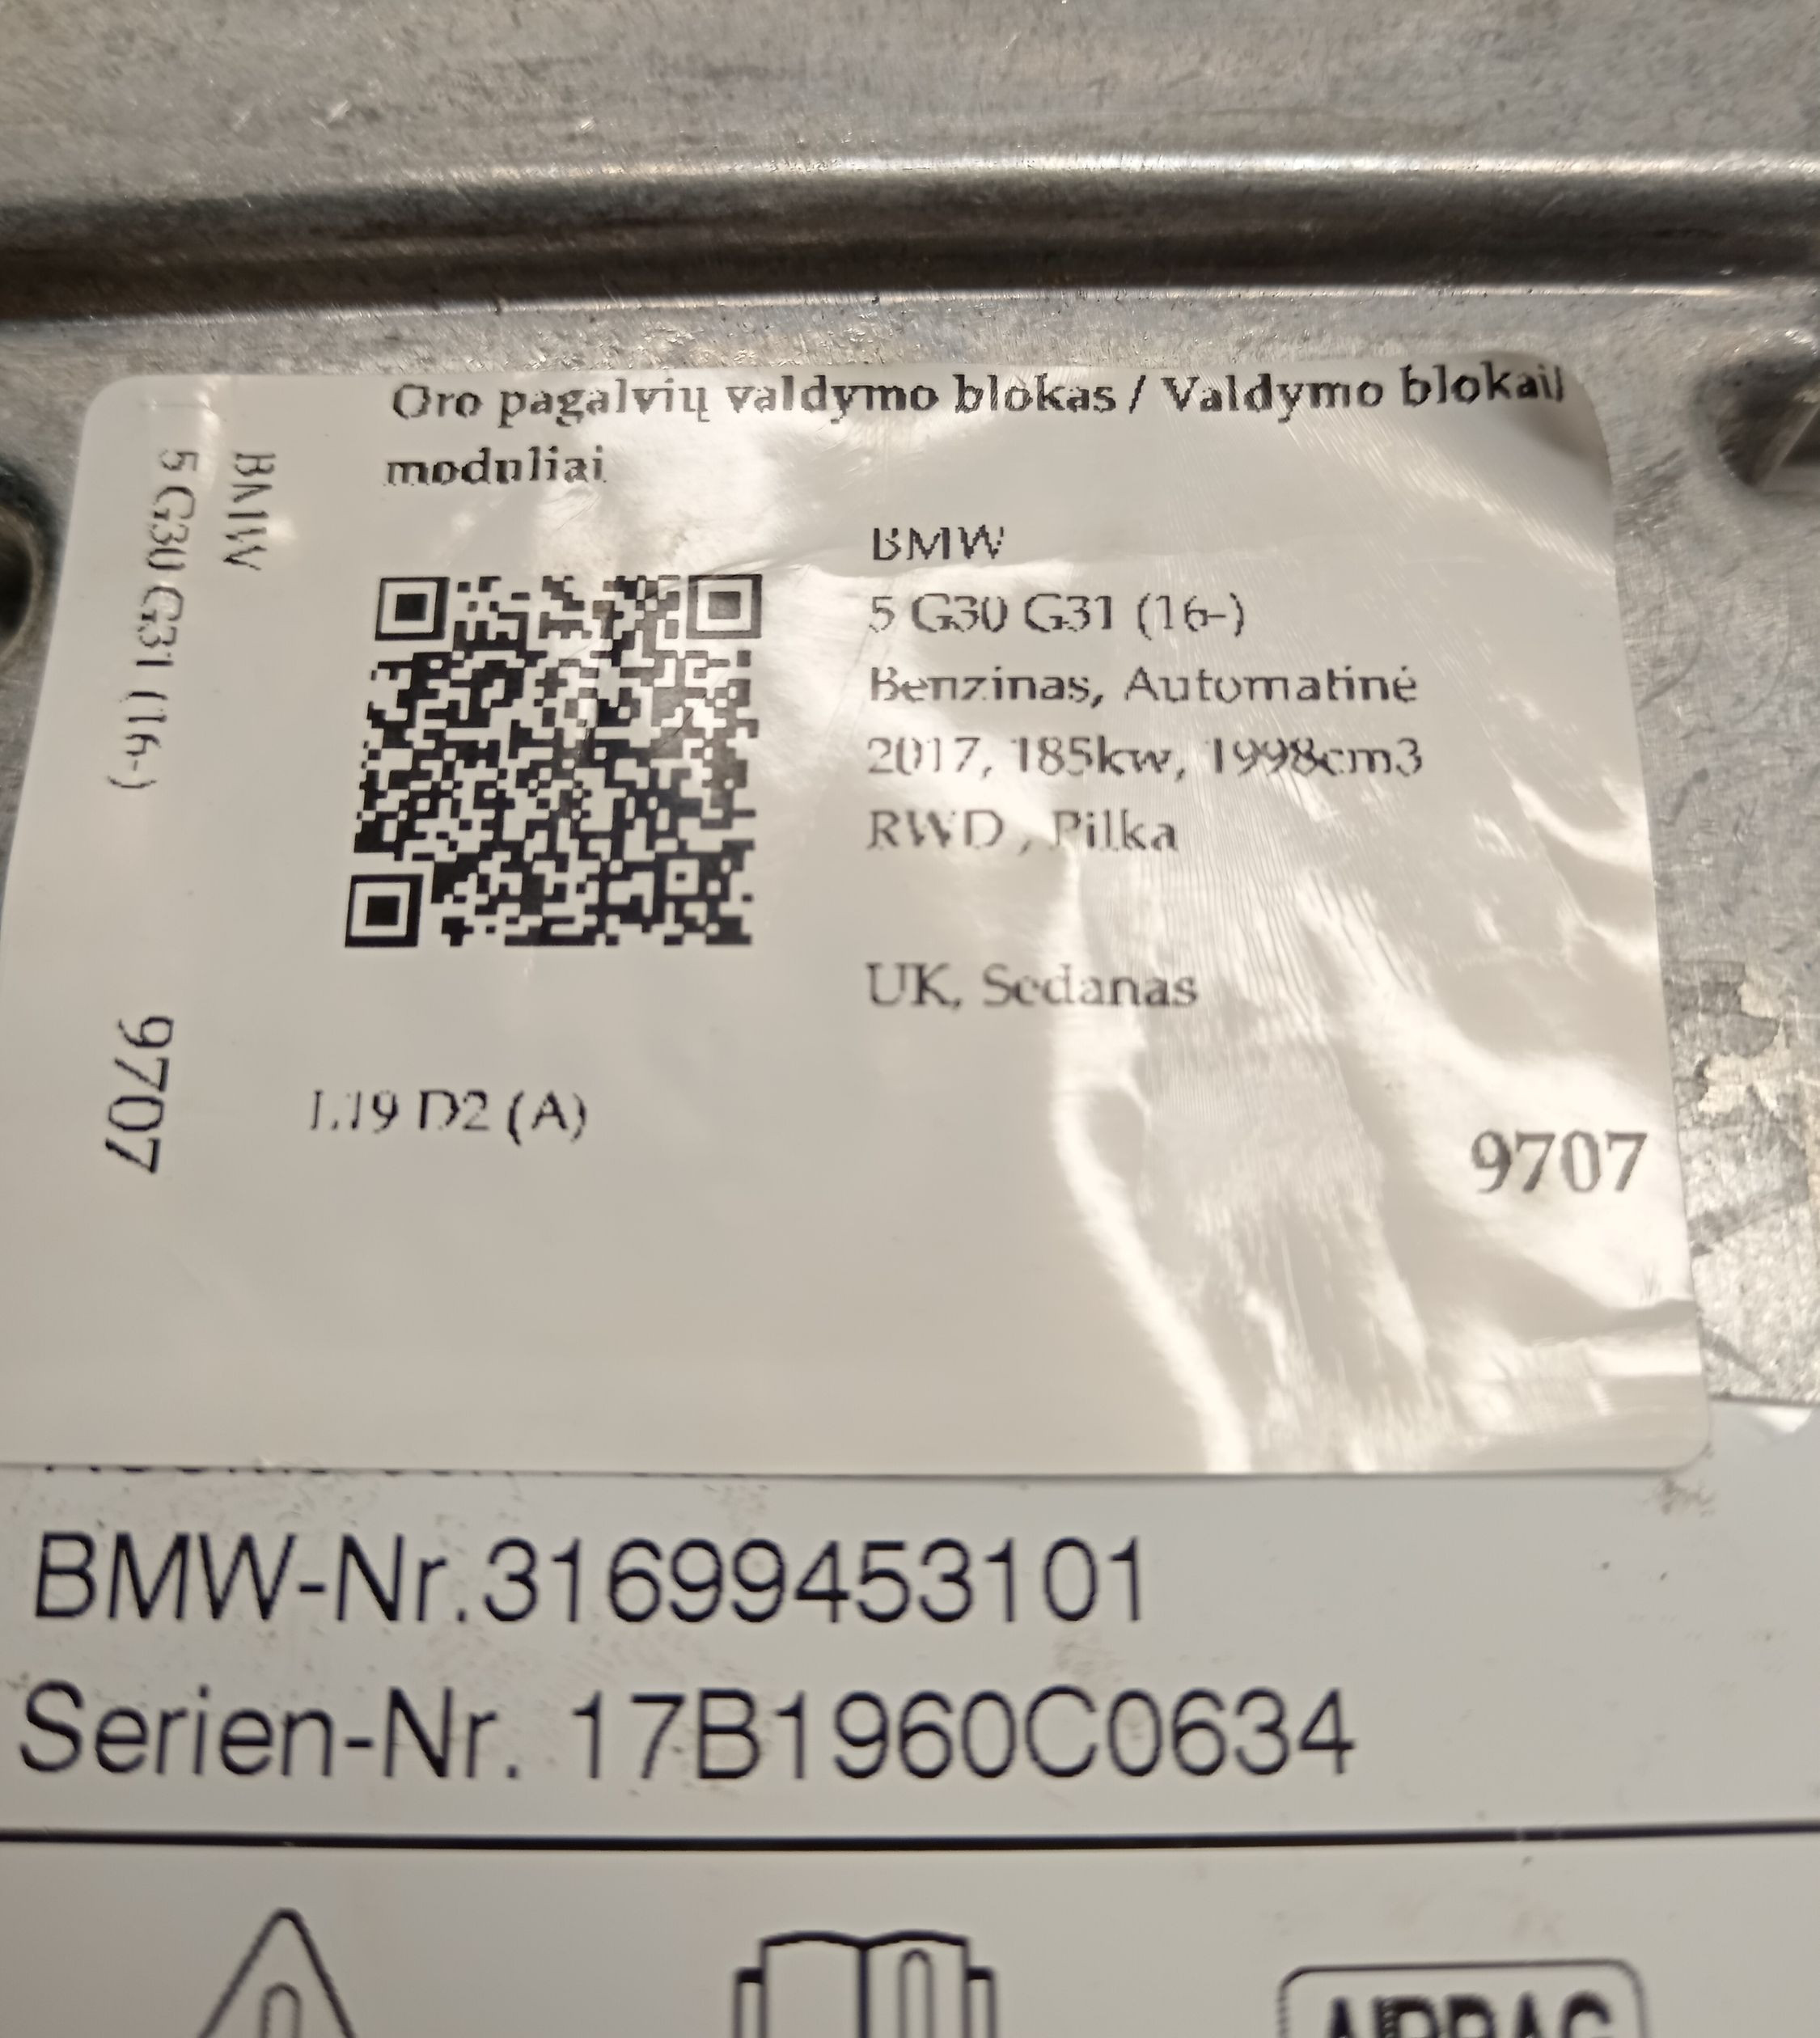 Oro pagalvių valdymo blokas / Valdymo blokai/
moduliai
BMW
5 G30 G31 (16-)
BMW
5 G30 G31 (16-)
Benzinas, Automatinė
2017, 185kw, 1998cm3
RWD , Pilka
UK, Sedanas
9707
L19 D2 (A)
9707
BMW-Nr.31699453101
Serien-Nr. 17B1960C0634
AIRBAG